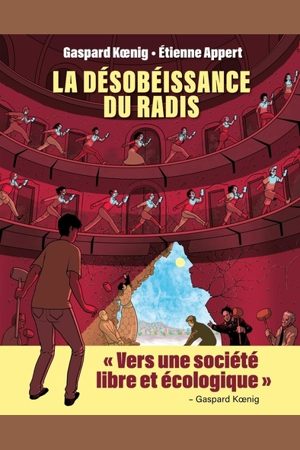 Gaspard Kœnig • Étienne Appert
LA DÉSOBÉISSANCE
DU RADIS
« Vers une société
libre et écologique »
– Gaspard Kœnig